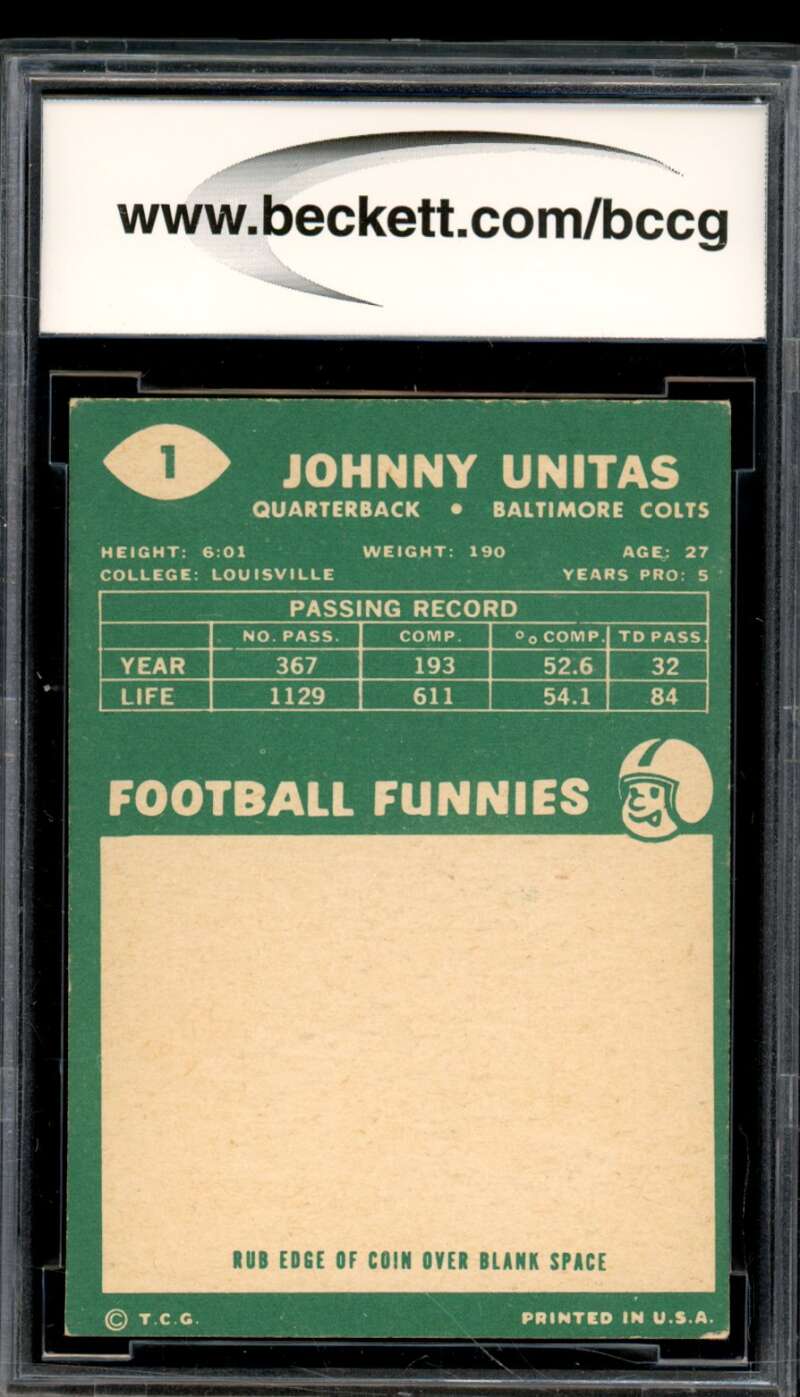 www.beckett.com/bccg
1
JOHNNY UNITAS
QUARTERBACK • BALTIMORE COLTS
HEIGHT: 6:01 WEIGHT: 190 AGE: 27
COLLEGE: LOUISVILLE YEARS PRO: 5
PASSING RECORD
NO. PASS. COMP. % COMP. TD PASS.
YEAR 367 193 52.6 32
LIFE 1129 611 54.1 84
FOOTBALL FUNNIES
RUB EDGE OF COIN OVER BLANK SPACE
© T.C.G. PRINTED IN U.S.A.